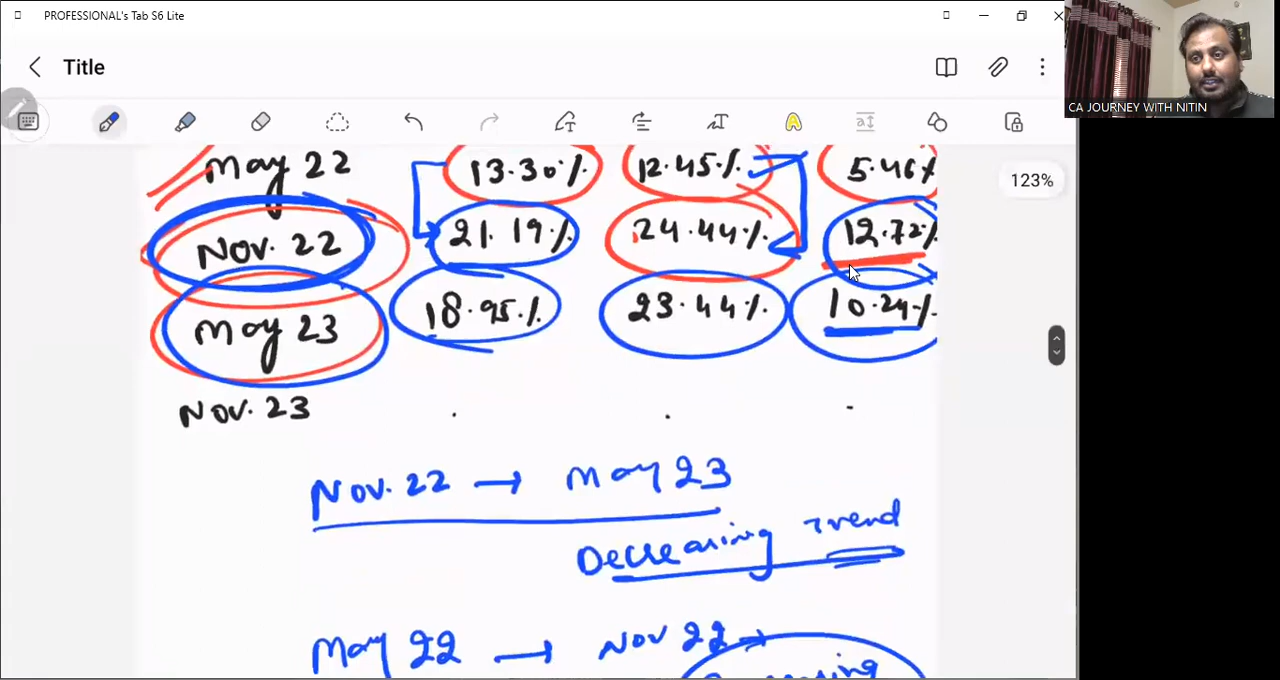 PROFESSIONAL's Tab S6 Lite
Title
CA JOURNEY WITH NITIN
123%
May 22 13.30% 12.45% 5.46%
Nov. 22 21.19% 24.44% 12.72%
May 23 18.95% 23.44% 10.24%
Nov. 23 . . .
Nov. 22 → May 23
Decreasing Trend
May 22 → Nov 22 →